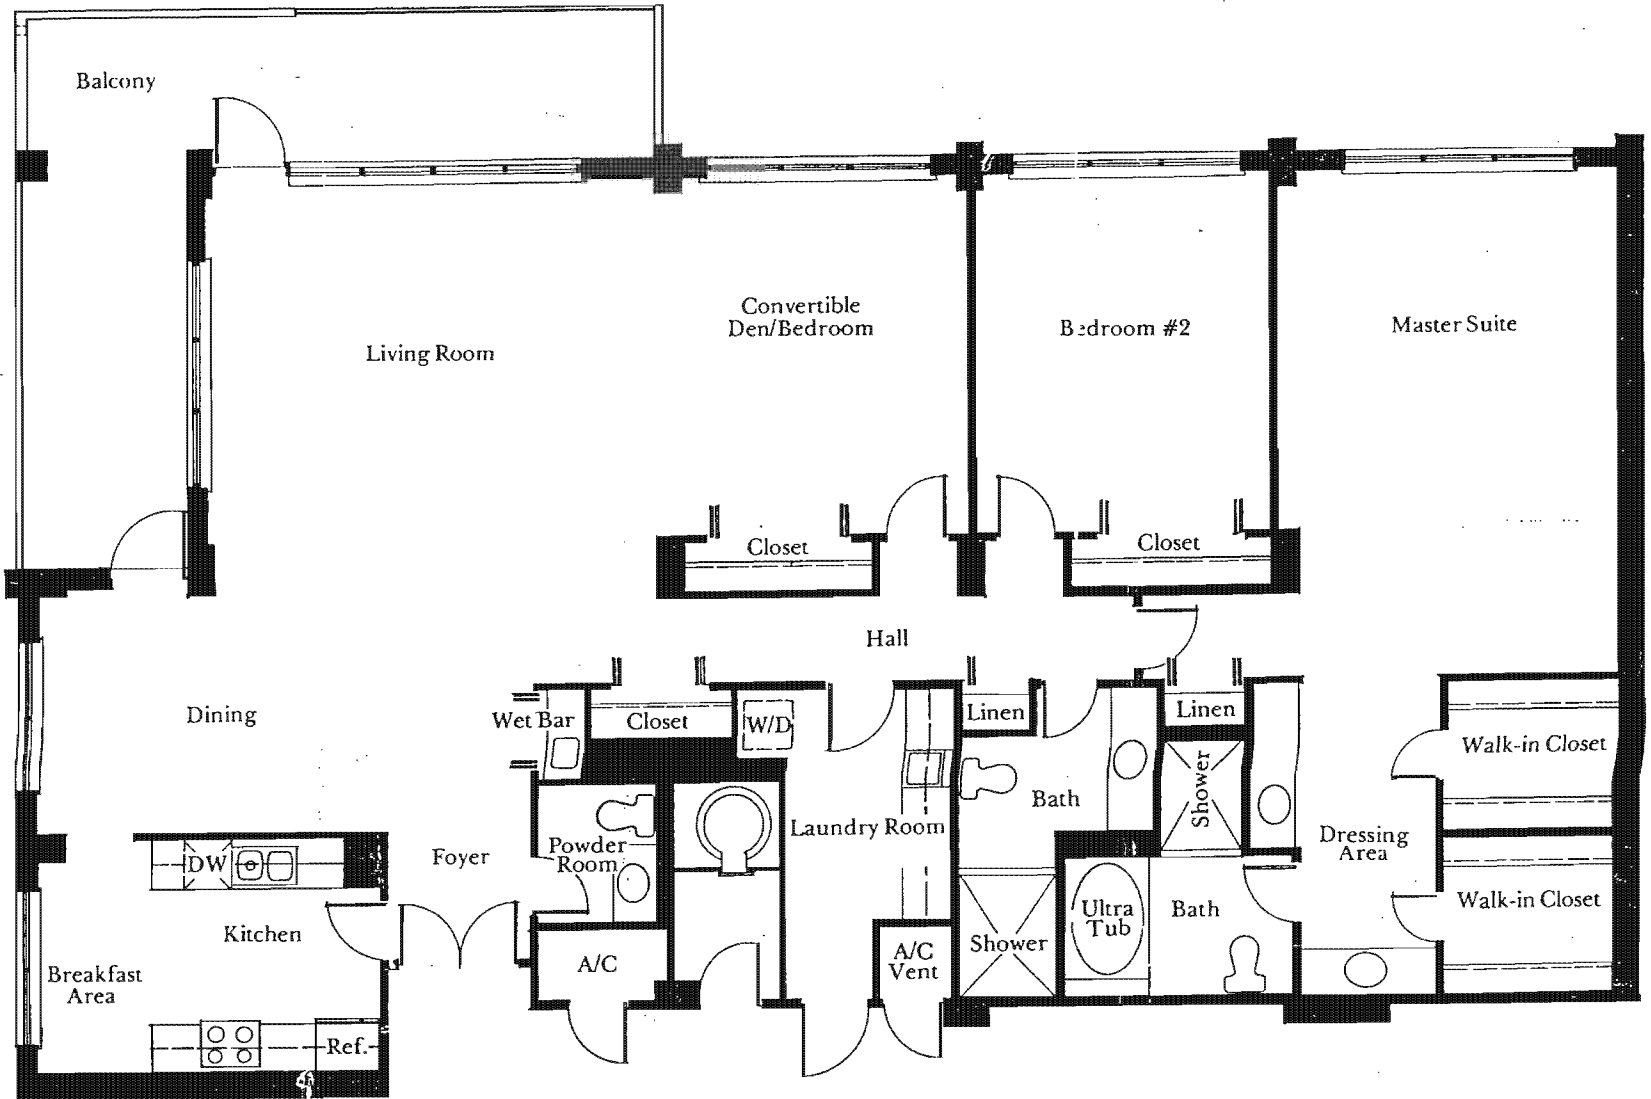 Balcony
Convertible
Den/Bedroom
Bedroom #2
Master Suite
Living Room
Closet
Closet
Hall
Dining
Wet Bar
Closet
W/D
Linen
Linen
Walk-in Closet
Shower
Bath
Laundry Room
Dressing
Area
Powder
Room
Foyer
DW
Kitchen
Walk-in Closet
Ultra
Tub
Bath
Shower
A/C
Vent
A/C
Breakfast
Area
Ref.